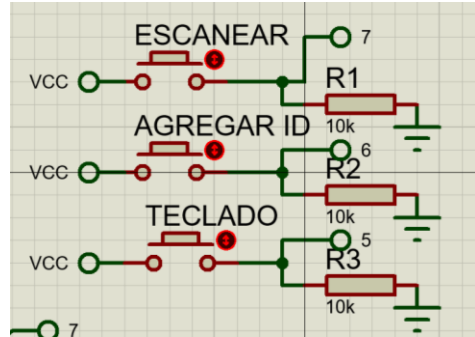 ESCANEAR
7
VCC
R1
10k
AGREGAR ID
6
VCC
R2
10k
TECLADO
5
VCC
R3
10k
7